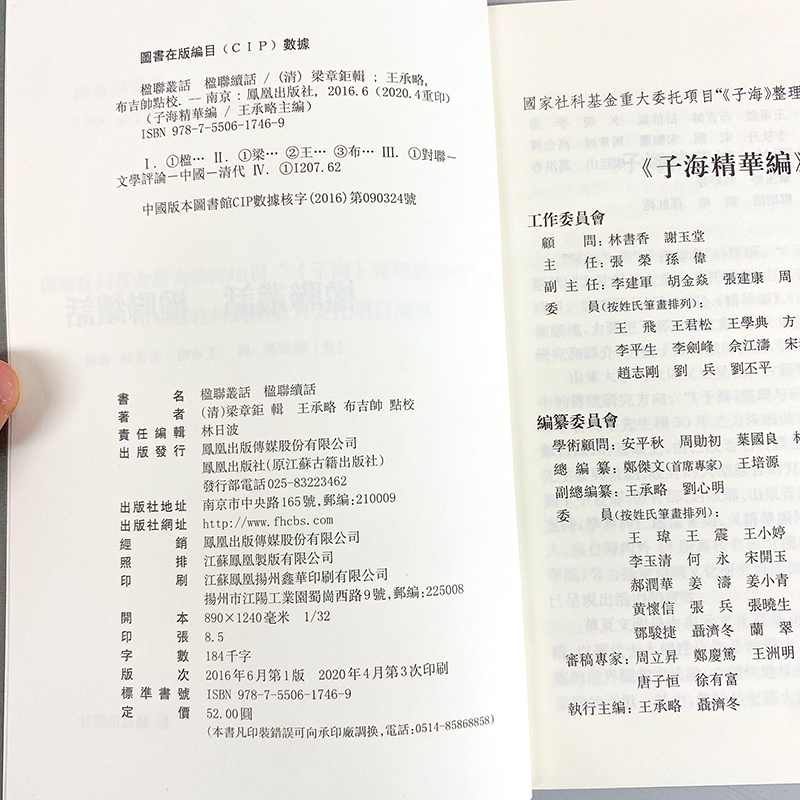 圖書在版編目(CIP)數據
楹聯叢話 楹聯續話 / (清) 梁章鉅輯 ; 王承略,
布吉帥點校. -- 南京 : 鳳凰出版社, 2016.6 (2020.4重印)
(子海精華編 / 王承略主編)
ISBN 978-7-5506-1746-9
Ⅰ. ①楹… Ⅱ. ①梁… ②王… ③布… Ⅲ. ①對聯-
文學評論-中國-清代 Ⅳ. ①I207.62
中國版本圖書館CIP數據核字(2016)第090324號
書名 楹聯叢話 楹聯續話
著者 (清)梁章鉅 輯 王承略 布吉帥 點校
責任編輯 林日波
出版發行 鳳凰出版傳媒股份有限公司
鳳凰出版社(原江蘇古籍出版社)
發行部電話025-83223462
出版社地址 南京市中央路165號,郵編:210009
出版社網址 http://www.fhcbs.com
經銷 鳳凰出版傳媒股份有限公司
照排 江蘇鳳凰製版有限公司
印刷 江蘇鳳凰揚州鑫華印刷有限公司
揚州市江陽工業園蜀崗西路9號,郵編:225008
開本 890×1240毫米 1/32
印張 8.5
字數 184千字
版次 2016年6月第1版 2020年4月第3次印刷
標準書號 ISBN 978-7-5506-1746-9
定價 52.00圓
(本書凡印裝錯誤可向承印廠調換,電話:0514-85868858)
國家社科基金重大委托項目“《子海》整理
《子海精華編》
工作委員會
顧問:林書香 謝玉堂
主任:張榮 孫偉
副主任:李建軍 胡金焱 張建康 周
委員(按姓氏筆畫排列):
王飛 王君松 王學典 方
李平生 李劍峰 佘江濤 宋
趙志剛 劉兵 劉丕平
編纂委員會
學術顧問:安平秋 周勛初 葉國良 林
總編纂:鄭傑文(首席專家) 王培源
副總編纂:王承略 劉心明
委員(按姓氏筆畫排列):
王瑋 王震 王小婷
李玉清 何永 宋開玉
郝潤華 姜濤 姜小青
黄懷信 張兵 張曉生
鄧駿捷 聶濟冬 蘭翠
審稿專家:周立昇 鄭慶篤 王洲明
唐子恒 徐有富
執行主編:王承略 聶濟冬